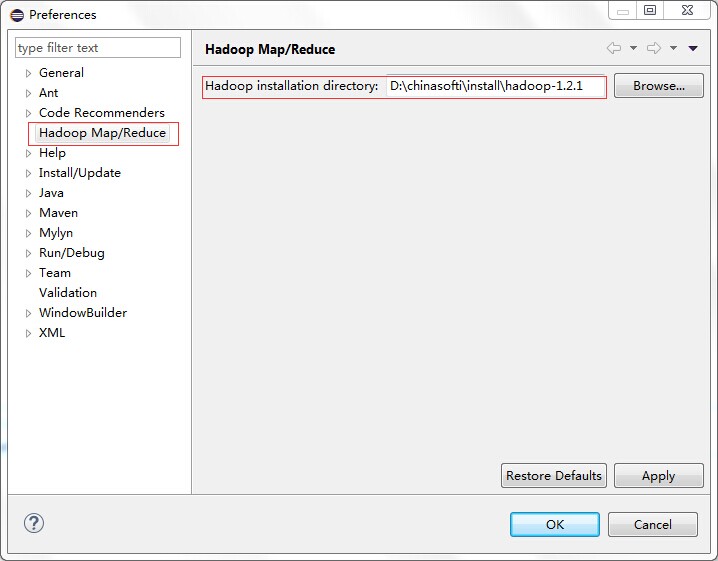 Preferences
type filter text
General
Ant
Code Recommenders
Hadoop Map/Reduce
Help
Install/Update
Java
Maven
Mylyn
Run/Debug
Team
Validation
WindowBuilder
XML
Hadoop Map/Reduce
Hadoop installation directory: D:\chinasofti\install\hadoop-1.2.1 Browse...
Restore Defaults Apply
? OK Cancel